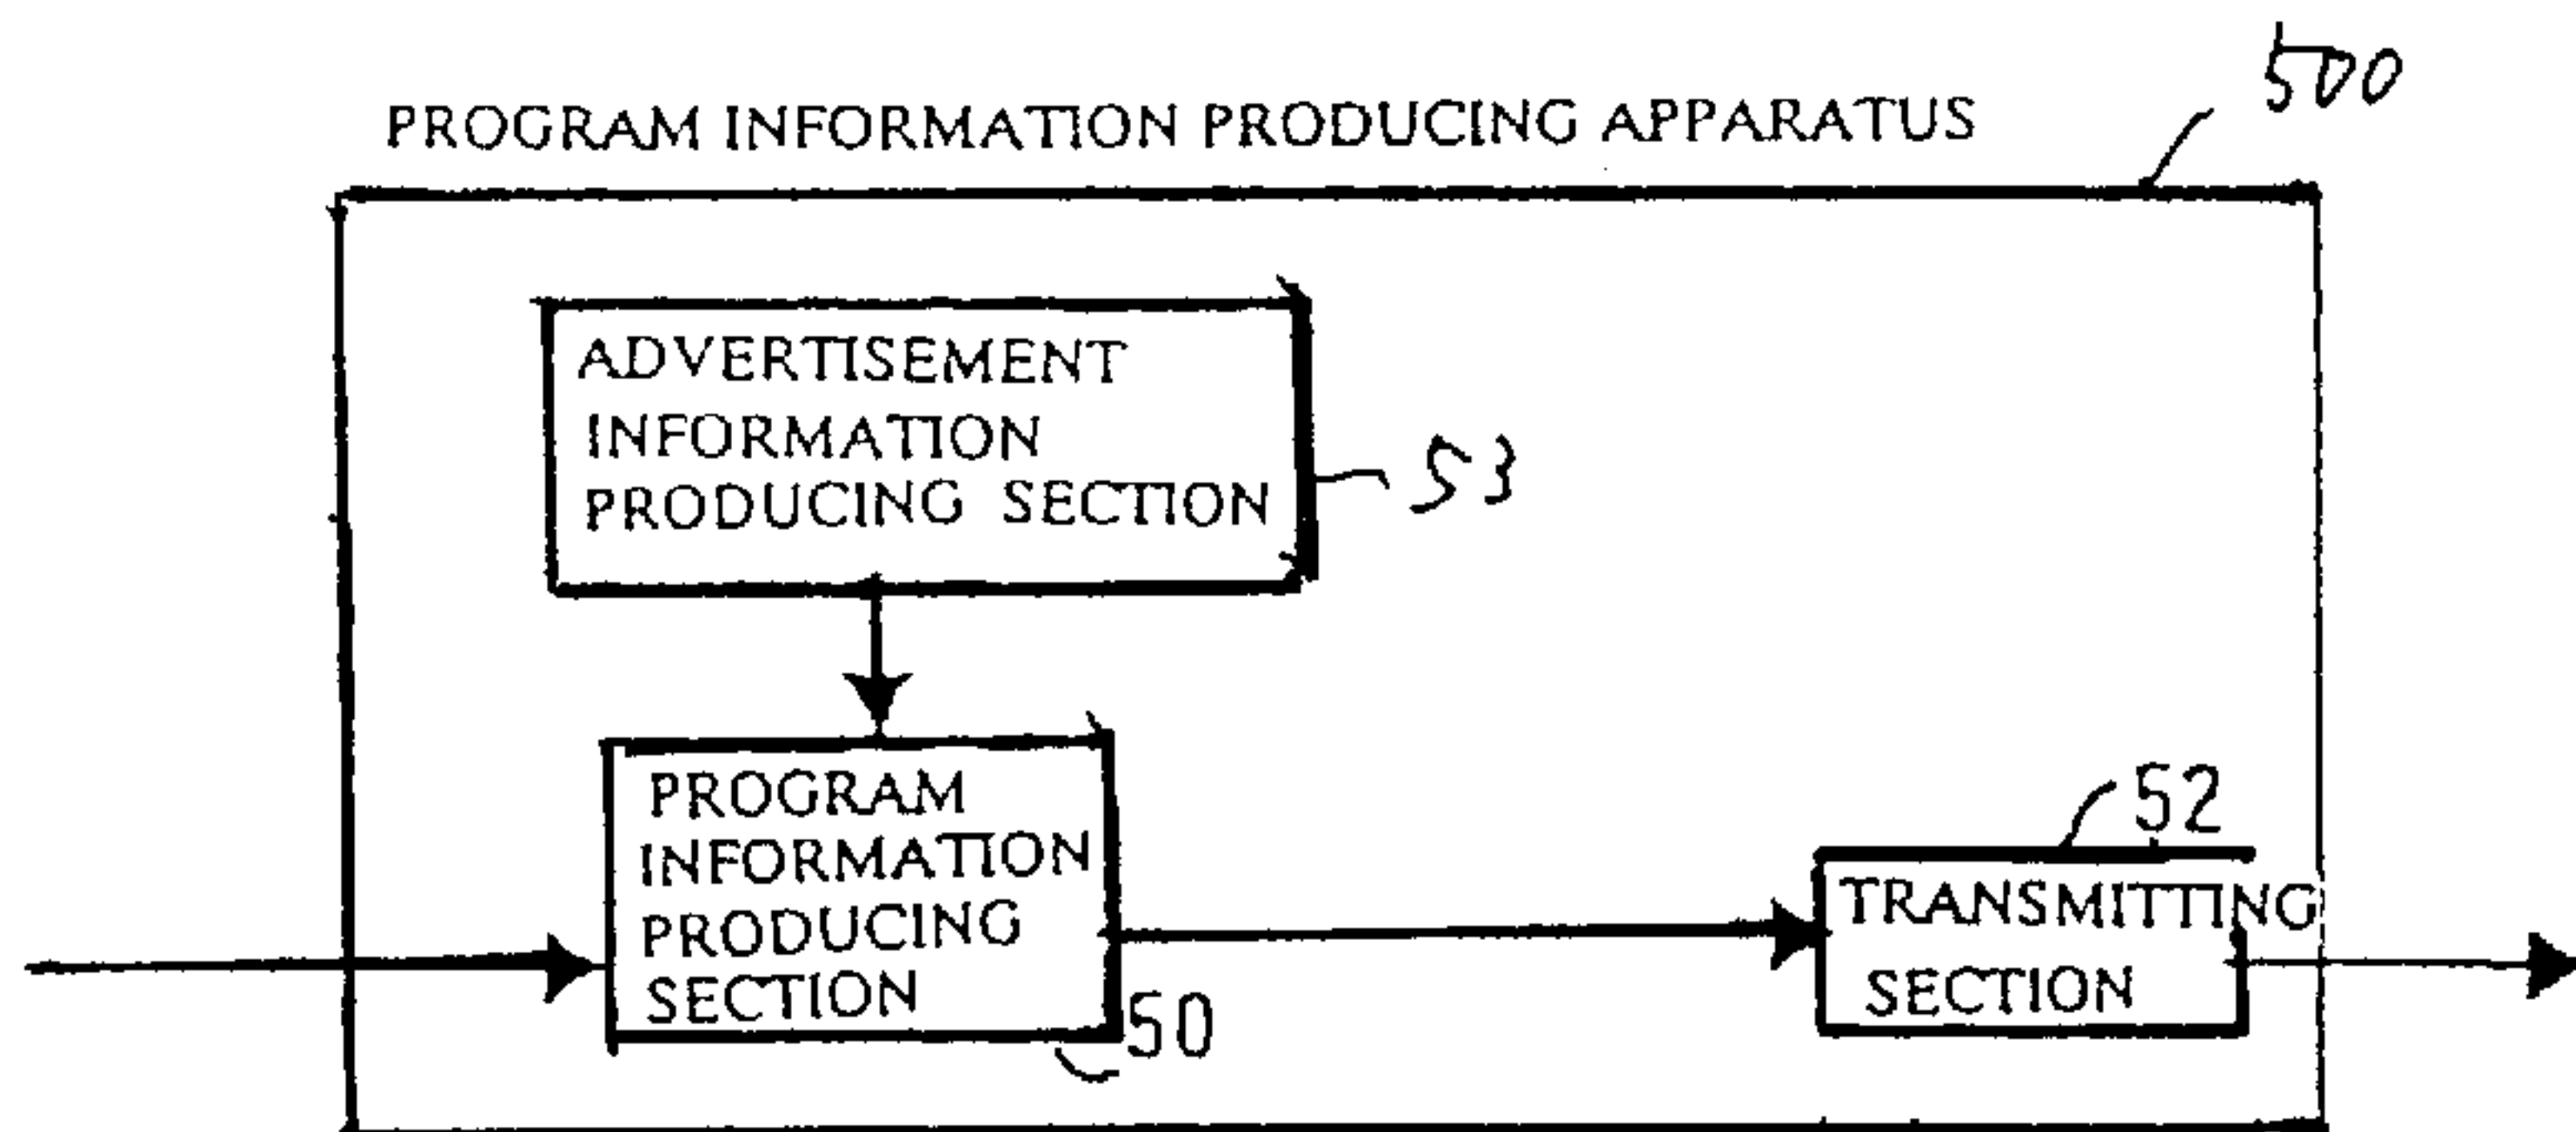 500
PROGRAM INFORMATION PRODUCING APPARATUS
ADVERTISEMENT
INFORMATION
PRODUCING SECTION
53
PROGRAM
INFORMATION
PRODUCING
SECTION
50
52
TRANSMITTING
SECTION